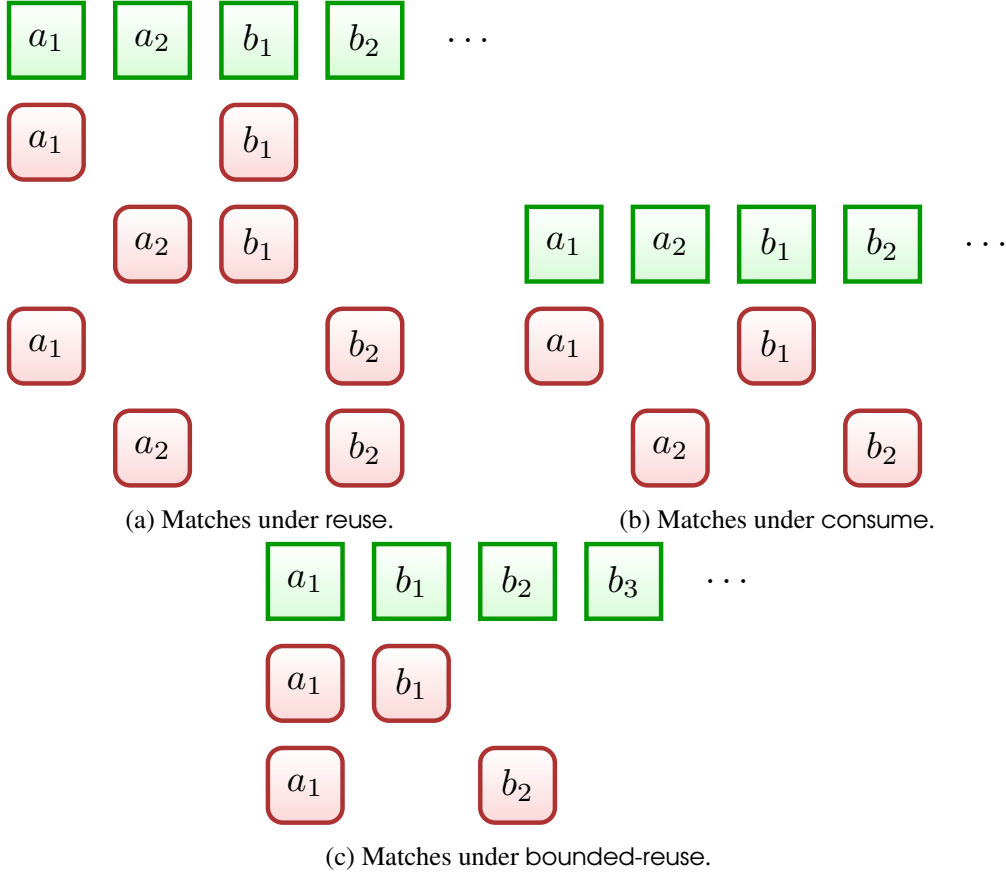 a₁ a₂ b₁ b₂ ...
a₁ b₁
a₂ b₁
a₁ b₂
a₂ b₂
(a) Matches under reuse.
a₁ a₂ b₁ b₂ ...
a₁ b₁
a₂ b₂
(b) Matches under consume.
a₁ b₁ b₂ b₃ ...
a₁ b₁
a₁ b₂
(c) Matches under bounded-reuse.